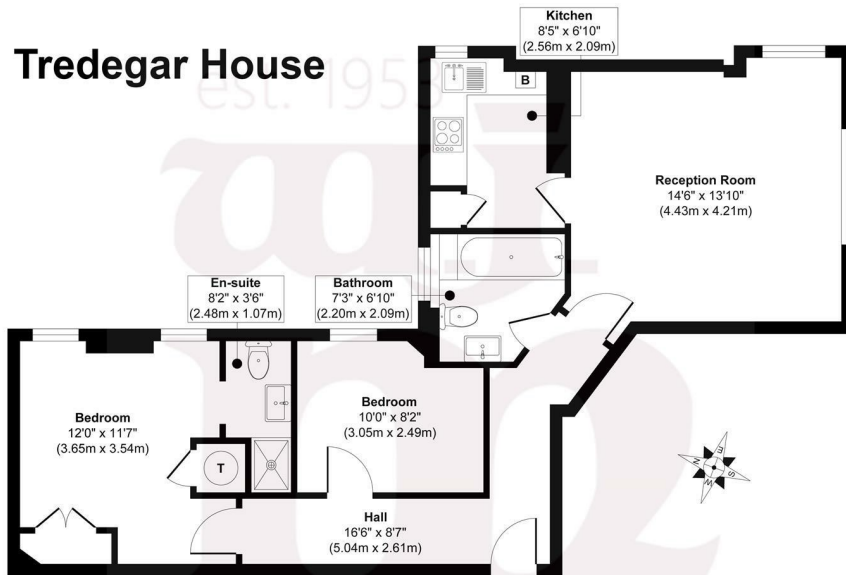 Tredegar House
est. 1953
Kitchen
8'5" x 6'10"
(2.56m x 2.09m)
B
Reception Room
14'6" x 13'10"
(4.43m x 4.21m)
En-suite
8'2" x 3'6"
(2.48m x 1.07m)
Bathroom
7'3" x 6'10"
(2.20m x 2.09m)
Bedroom
12'0" x 11'7"
(3.65m x 3.54m)
T
Bedroom
10'0" x 8'2"
(3.05m x 2.49m)
Hall
16'6" x 8'7"
(5.04m x 2.61m)
N
E
S
W